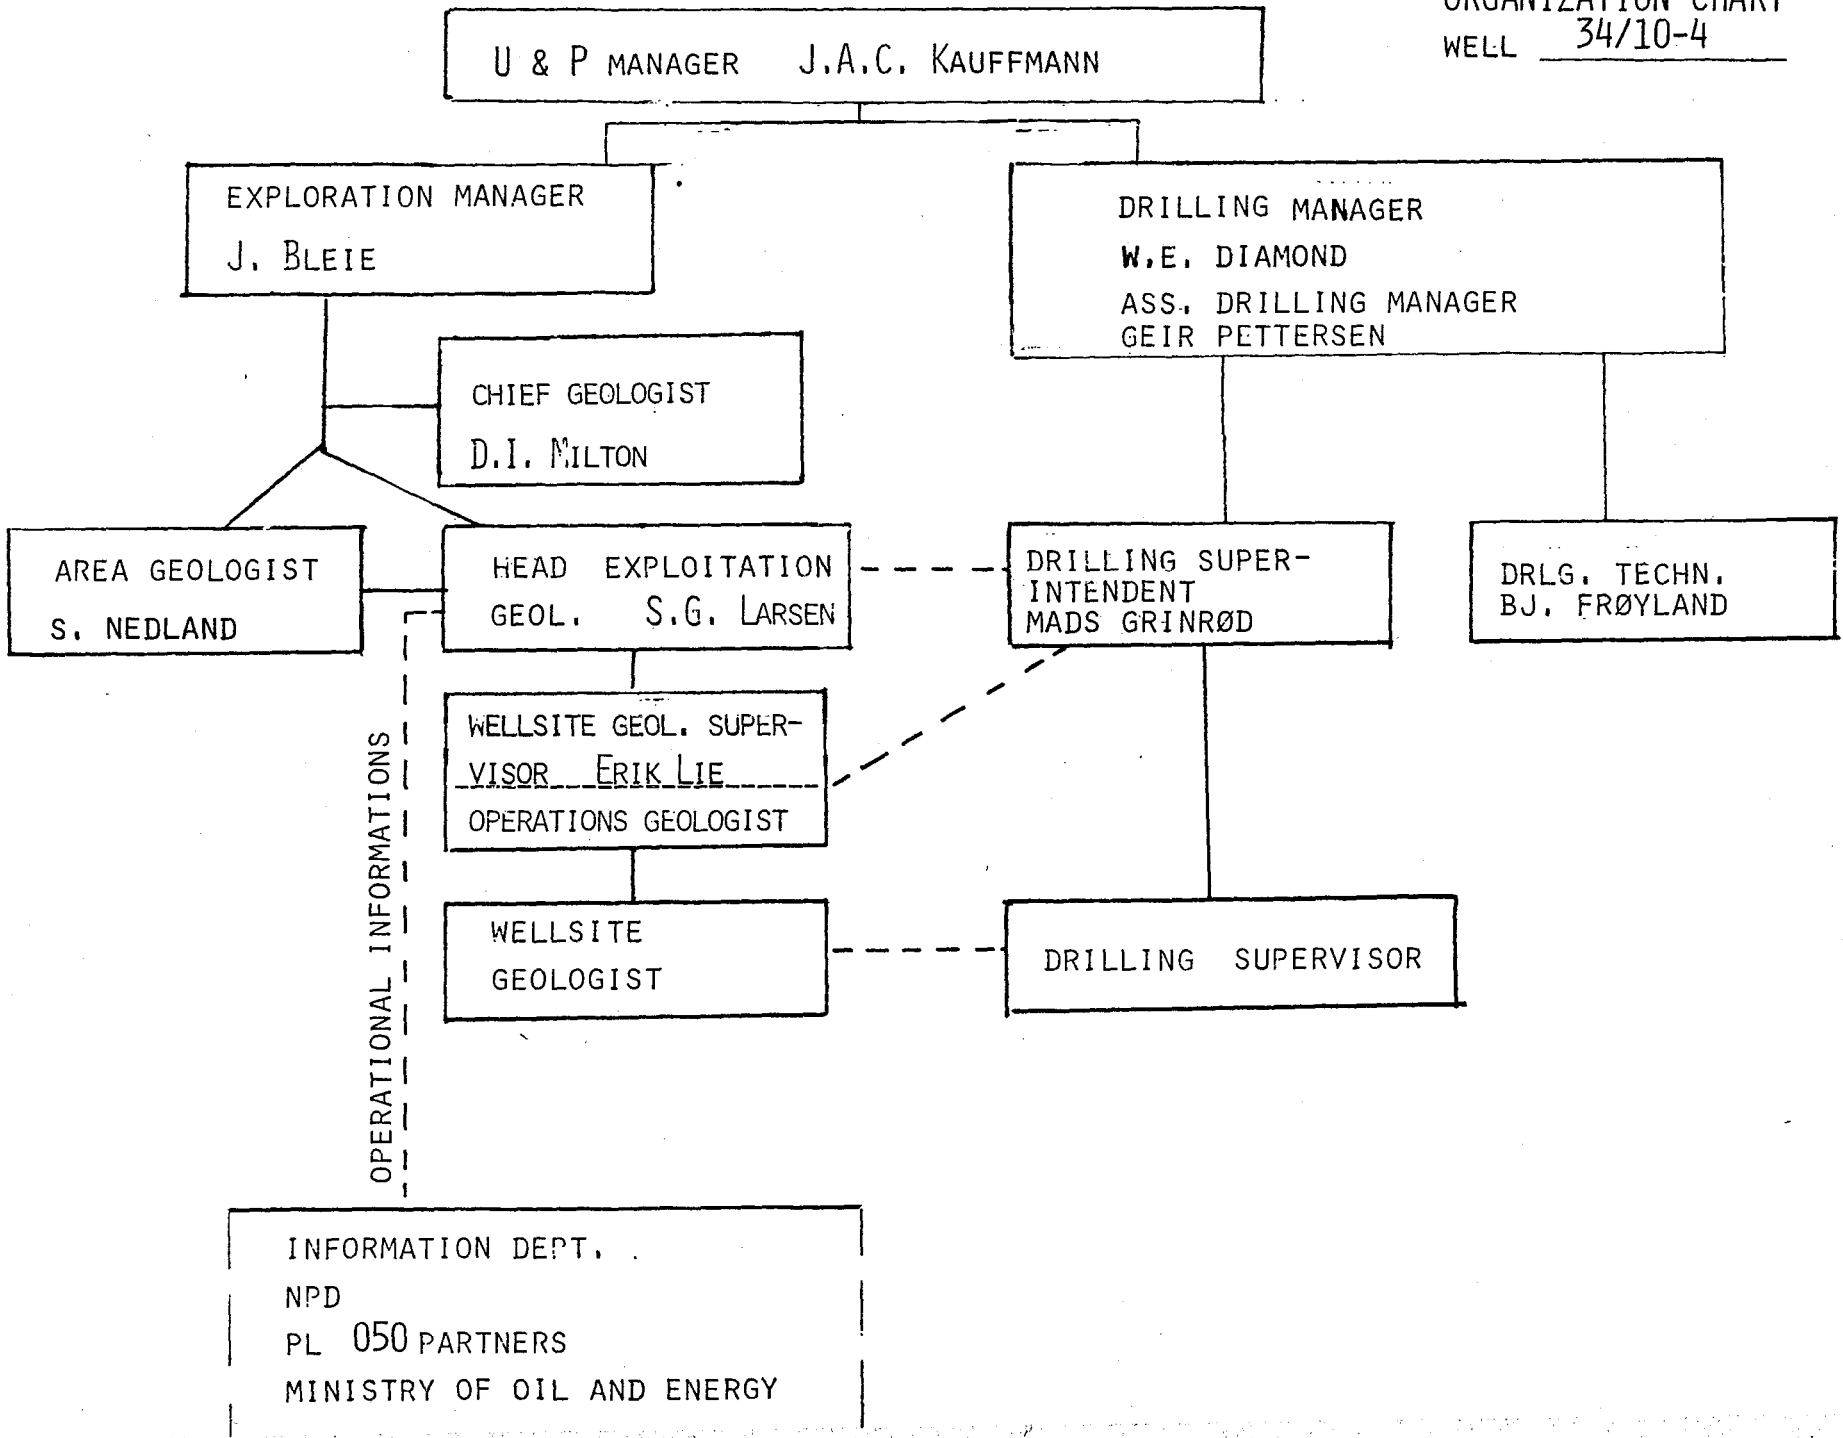 ORGANIZATION CHART
WELL 34/10-4
U & P MANAGER J.A.C. KAUFFMANN
EXPLORATION MANAGER
J. BLEIE
DRILLING MANAGER
W.E. DIAMOND
ASS. DRILLING MANAGER
GEIR PETTERSEN
CHIEF GEOLOGIST
D.I. MILTON
AREA GEOLOGIST
S. NEDLAND
HEAD EXPLOITATION
GEOL. S.G. LARSEN
DRILLING SUPER-
INTENDENT
MADS GRINRØD
DRLG. TECHN.
BJ. FRØYLAND
WELLSITE GEOL. SUPER-
VISOR ERIK LIE
OPERATIONS GEOLOGIST
WELLSITE
GEOLOGIST
DRILLING SUPERVISOR
OPERATIONAL INFORMATIONS
INFORMATION DEPT.
NPD
PL 050 PARTNERS
MINISTRY OF OIL AND ENERGY